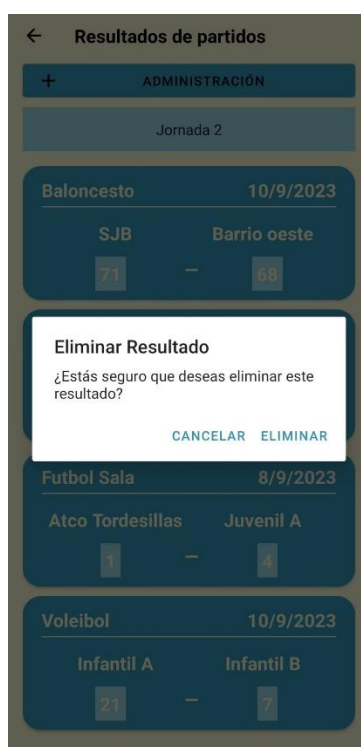 Resultados de partidos
+ ADMINISTRACIÓN
Jornada 2
Baloncesto 10/9/2023
SJB Barrio oeste
71 – 68
Eliminar Resultado
¿Estás seguro que deseas eliminar este
resultado?
CANCELAR ELIMINAR
Futbol Sala 8/9/2023
Atco Tordesillas Juvenil A
1 – 4
Voleibol 10/9/2023
Infantil A Infantil B
21 – 7